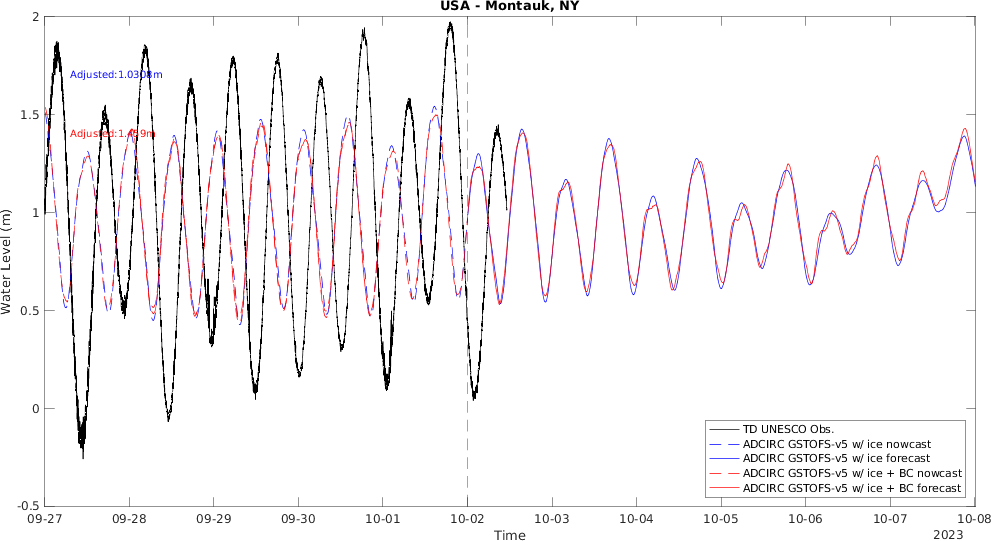 USA - Montauk, NY
2
1.5
1
0.5
0
-0.5
Water Level (m)
Adjusted:1.0308m
Adjusted:1.459m
TD UNESCO Obs.
ADCIRC GSTOFS-v5 w/ ice nowcast
ADCIRC GSTOFS-v5 w/ ice forecast
ADCIRC GSTOFS-v5 w/ ice + BC nowcast
ADCIRC GSTOFS-v5 w/ ice + BC forecast
09-27 09-28 09-29 09-30 10-01 10-02 10-03 10-04 10-05 10-06 10-07 10-08
Time
2023